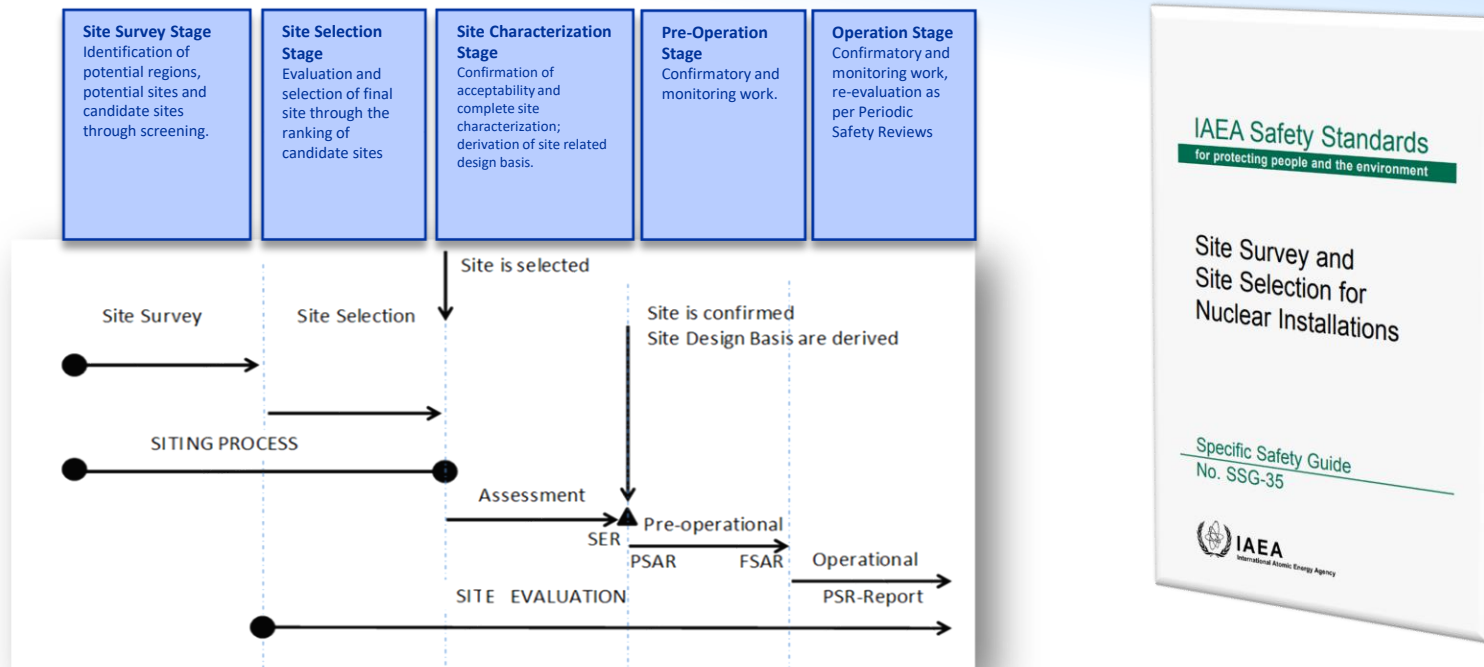 Site Survey Stage
Identification of
potential regions,
potential sites and
candidate sites
through screening.
Site Selection
Stage
Evaluation and
selection of final
site through the
ranking of
candidate sites
Site Characterization
Stage
Confirmation of
acceptability and
complete site
characterization;
derivation of site related
design basis.
Pre-Operation
Stage
Confirmatory and
monitoring work.
Operation Stage
Confirmatory and
monitoring work,
re-evaluation as
per Periodic
Safety Reviews
Site is selected
Site Survey
Site Selection
Site is confirmed
Site Design Basis are derived
SITING PROCESS
Assessment
SER
Pre-operational
PSAR
FSAR
Operational
SITE EVALUATION
PSR-Report
IAEA Safety Standards
for protecting people and the environment
Site Survey and
Site Selection for
Nuclear Installations
Specific Safety Guide
No. SSG-35
IAEA
International Atomic Energy Agency